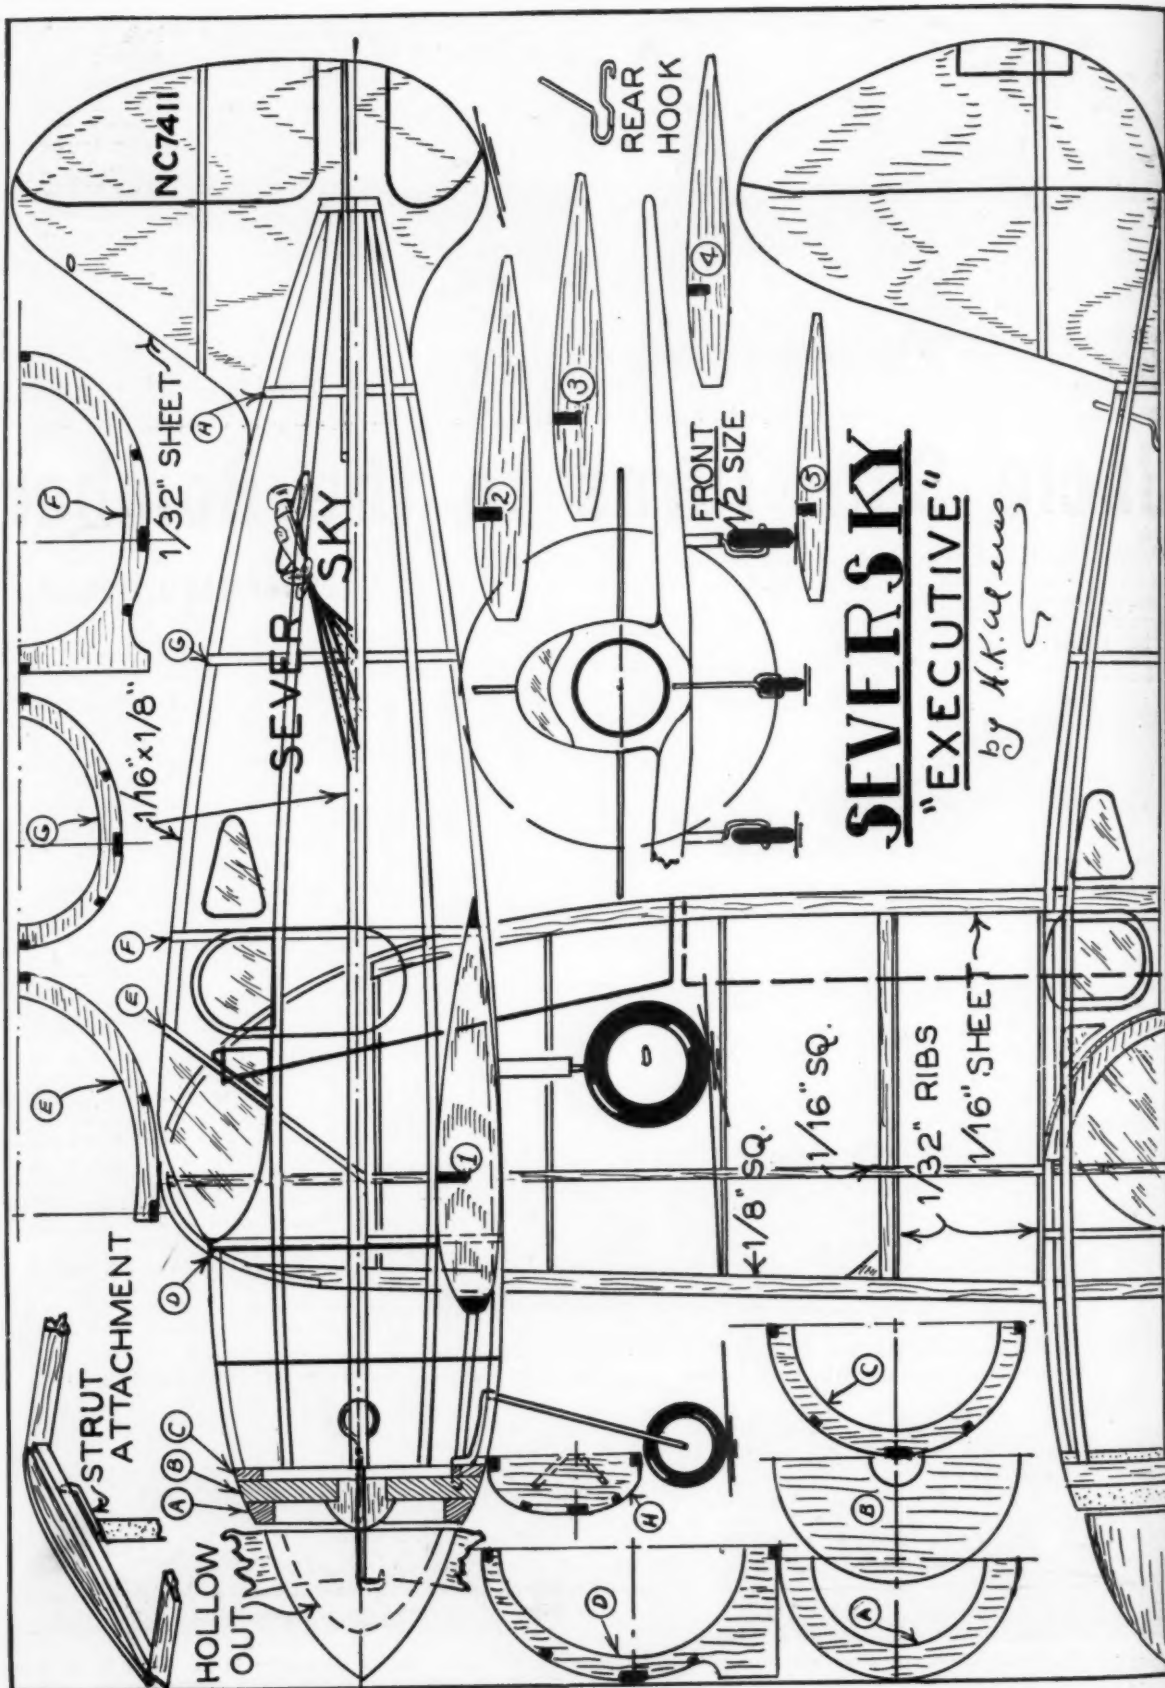 STRUT
ATTACHMENT
HOLLOW
OUT
A
B
C
D
E
F
G
H
E
G
F
1/16" x 1/8"
1/32" SHEET
NC7411
SEVER
SKY
REAR
HOOK
1
2
3
4
5
FRONT
1/2 SIZE
SEVERSKY
"EXECUTIVE"
by
1/8" SQ.
1/16" SQ.
1/32" RIBS
1/16" SHEET
H
D
C
B
A